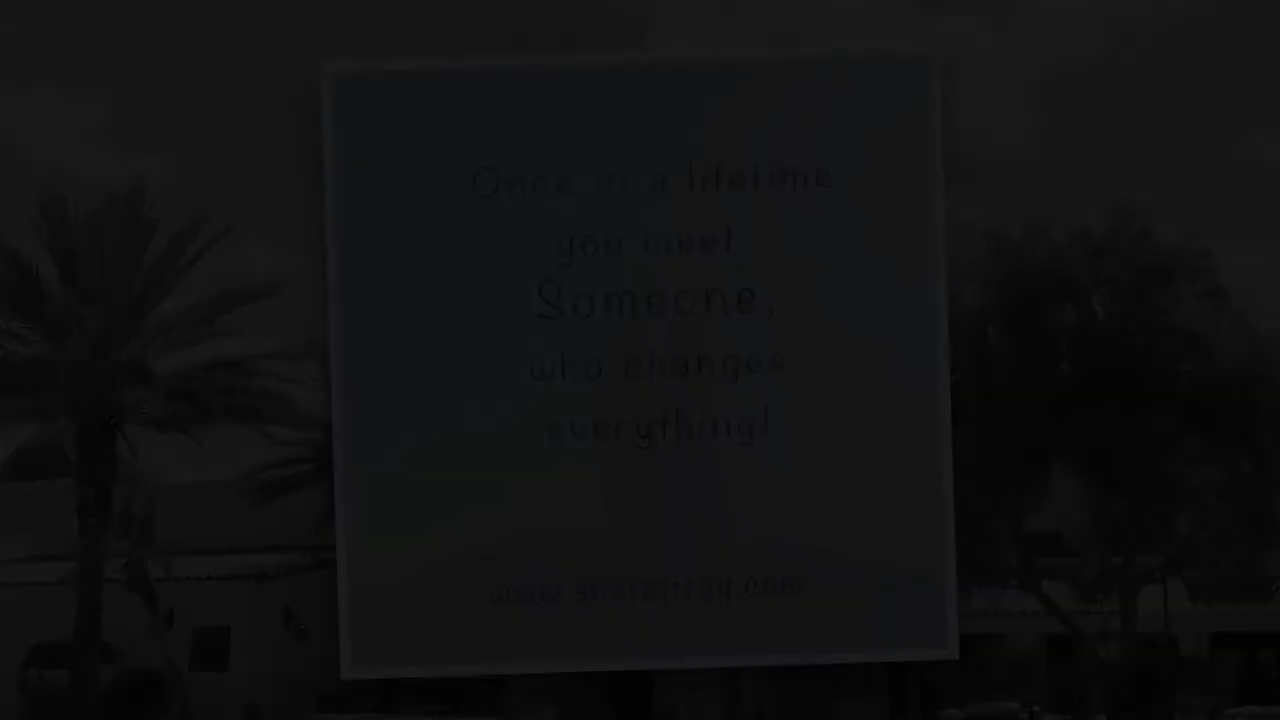 Once in a lifetime
you meet
Someone,
who changes
everything!